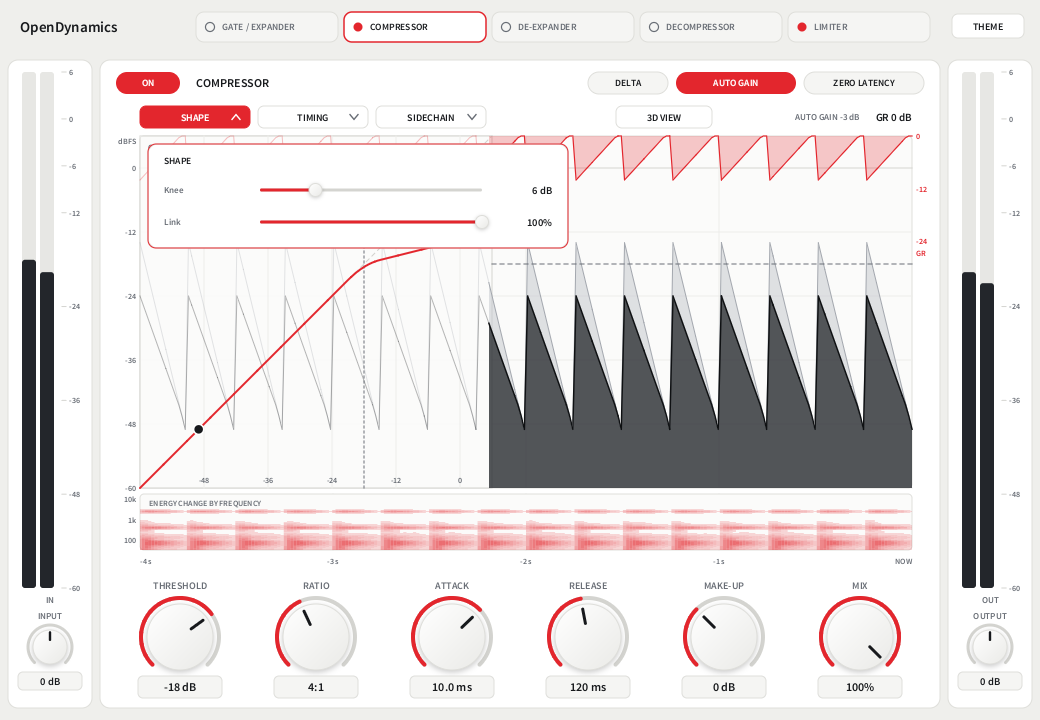 OpenDynamics
GATE / EXPANDER
COMPRESSOR
DE-EXPANDER
DECOMPRESSOR
LIMITER
THEME
ON
COMPRESSOR
DELTA
AUTO GAIN
ZERO LATENCY
SHAPE
TIMING
SIDECHAIN
3D VIEW
AUTO GAIN -3 dB
GR 0 dB
6
0
-6
-12
-24
-36
-48
-60
IN
INPUT
0 dB
dBFS
0
-12
-24
-36
-48
-60
SHAPE
Knee
6 dB
Link
100%
-48
-36
-24
-12
0
0
-12
-24
GR
10k
1k
100
ENERGY CHANGE BY FREQUENCY
-4s
-3s
-2s
-1s
NOW
THRESHOLD
RATIO
ATTACK
RELEASE
MAKE-UP
MIX
-18 dB
4:1
10.0 ms
120 ms
0 dB
100%
6
0
-6
-12
-24
-36
-48
-60
OUT
OUTPUT
0 dB